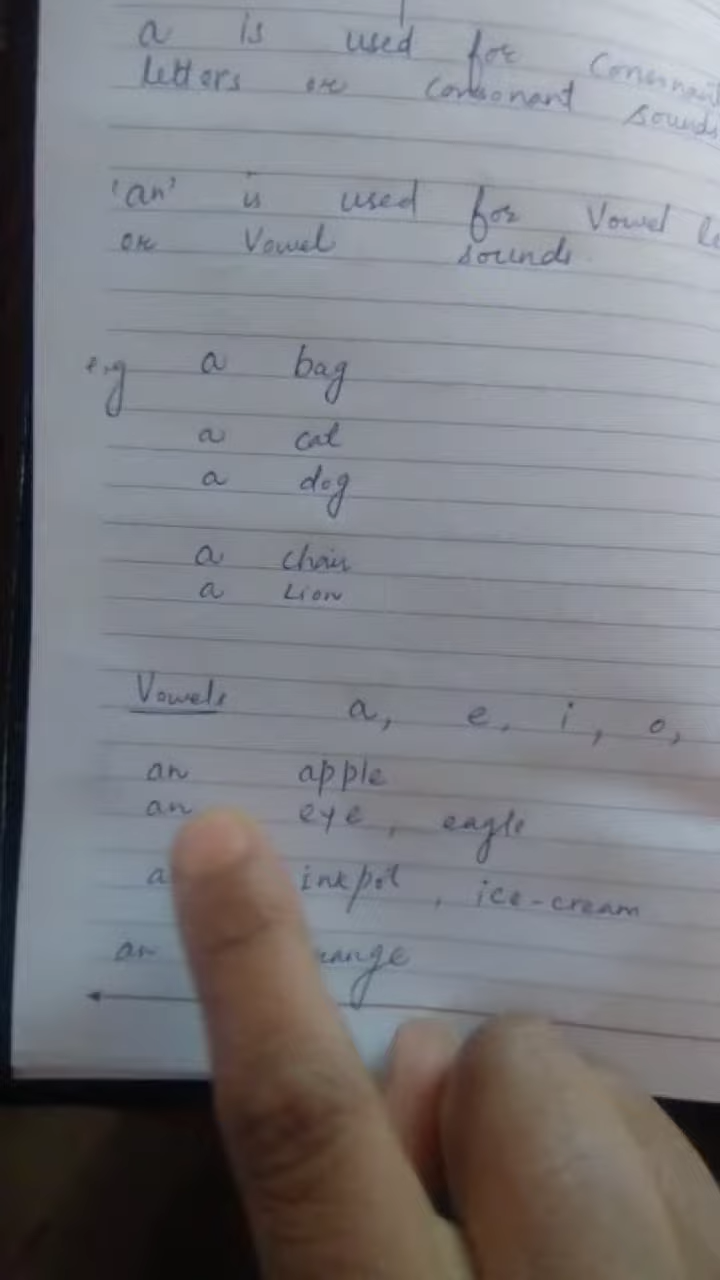 a is used for
letters or consonant sounds
'an' is used for Vowel
or Vowel sounds
e.g a bag
a cat
a dog
a chair
a Lion
Vowels a, e, i, o,
an apple
an eye, eagle
inkpot, ice-cream
an